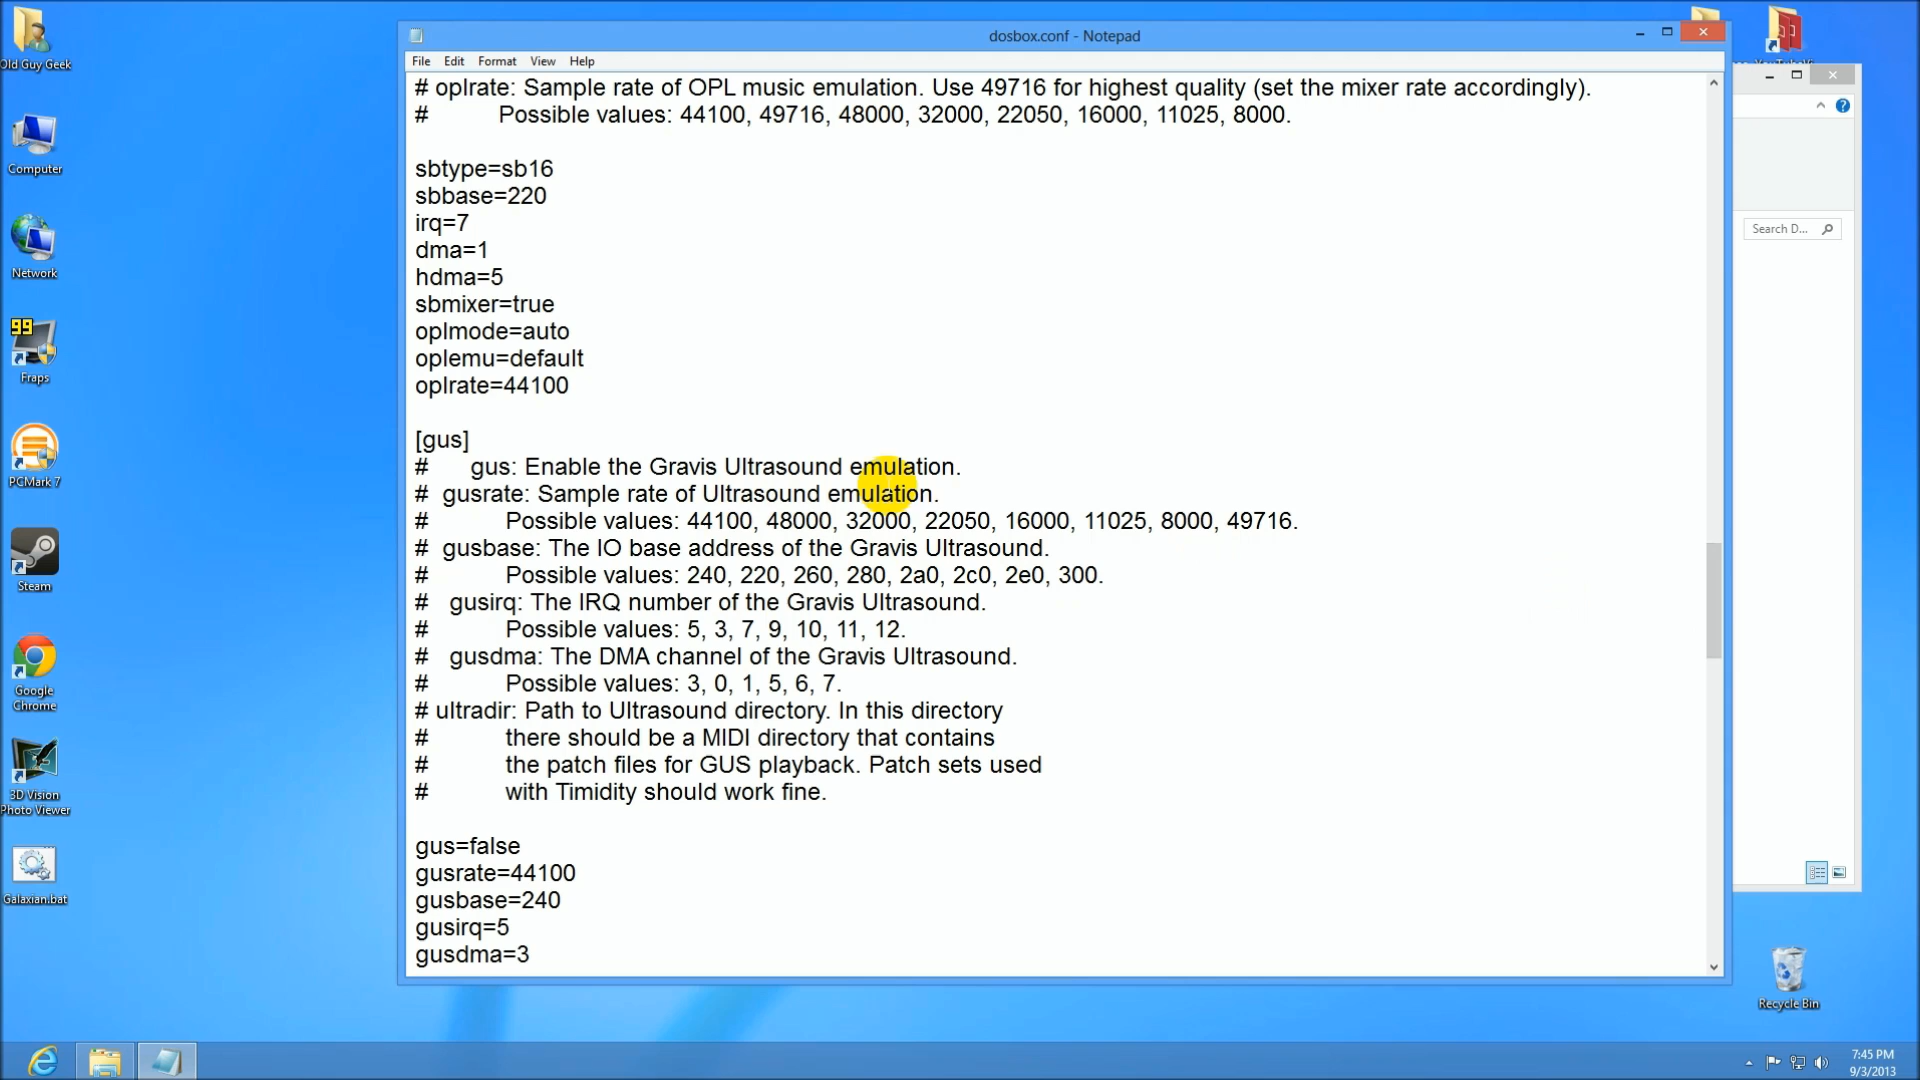 dosbox.conf - Notepad
File Edit Format View Help
# oplrate: Sample rate of OPL music emulation. Use 49716 for highest quality (set the mixer rate accordingly).
# Possible values: 44100, 49716, 48000, 32000, 22050, 16000, 11025, 8000.
sbtype=sb16
sbbase=220
irq=7
dma=1
hdma=5
sbmixer=true
oplmode=auto
oplemu=default
oplrate=44100
[gus]
# gus: Enable the Gravis Ultrasound emulation.
# gusrate: Sample rate of Ultrasound emulation.
# Possible values: 44100, 48000, 32000, 22050, 16000, 11025, 8000, 49716.
# gusbase: The IO base address of the Gravis Ultrasound.
# Possible values: 240, 220, 260, 280, 2a0, 2c0, 2e0, 300.
# gusirq: The IRQ number of the Gravis Ultrasound.
# Possible values: 5, 3, 7, 9, 10, 11, 12.
# gusdma: The DMA channel of the Gravis Ultrasound.
# Possible values: 3, 0, 1, 5, 6, 7.
# ultradir: Path to Ultrasound directory. In this directory
# there should be a MIDI directory that contains
# the patch files for GUS playback. Patch sets used
# with Timidity should work fine.
gus=false
gusrate=44100
gusbase=240
gusirq=5
gusdma=3
Old Guy Geek
Computer
Network
99
Fraps
PCMark 7
Steam
Google
Chrome
3D Vision
Photo Viewer
Galaxian.bat
Search D...
Recycle Bin
7:45 PM
9/3/2013